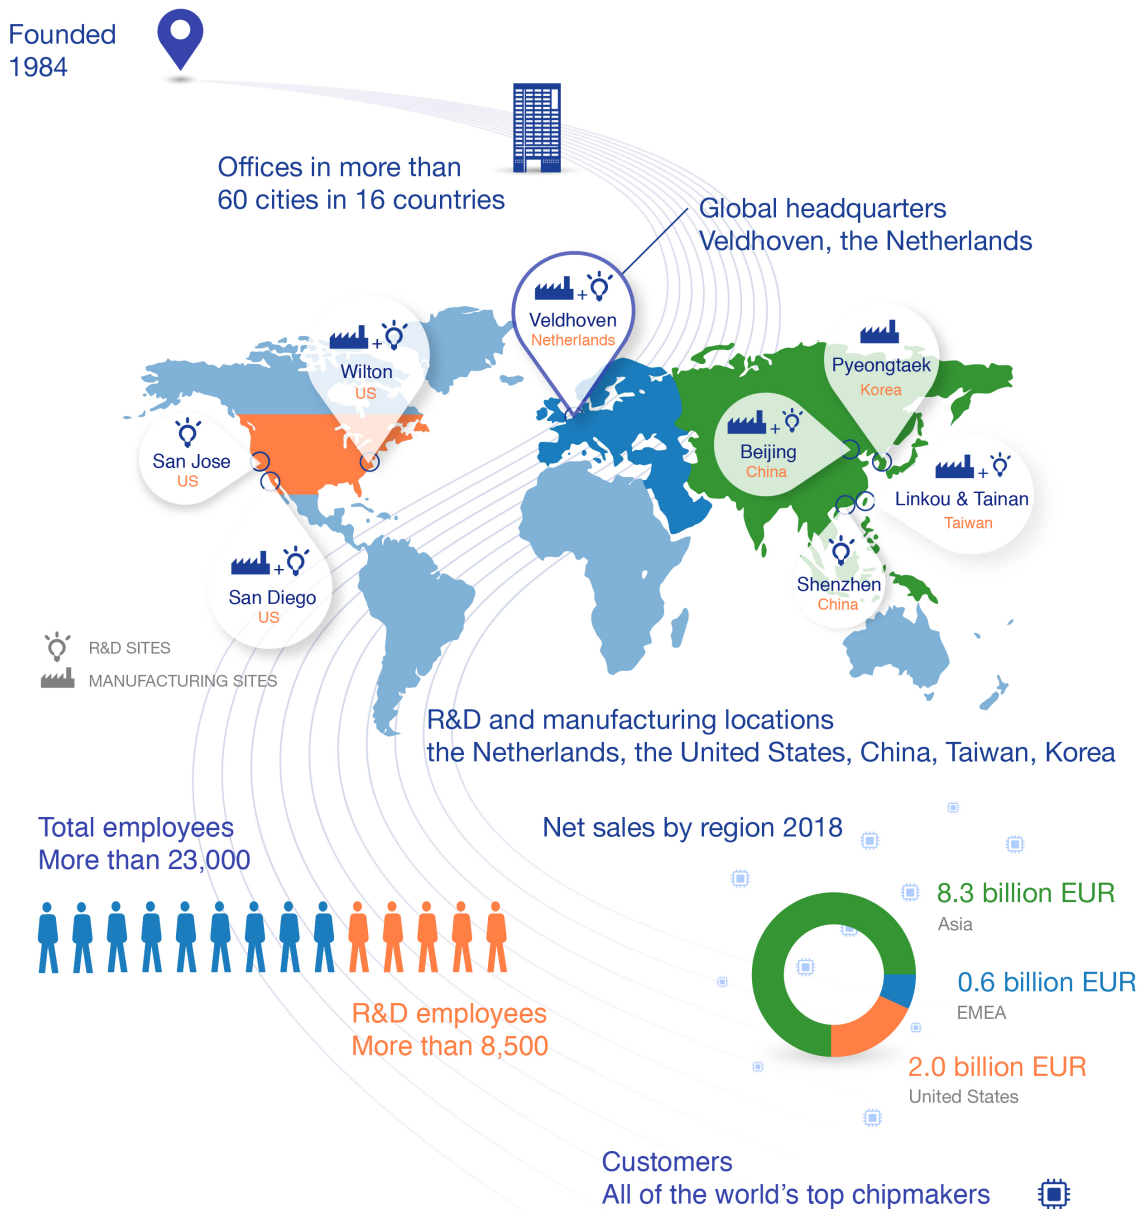 Founded
1984
Offices in more than
60 cities in 16 countries
Global headquarters
Veldhoven, the Netherlands
+
Veldhoven
Netherlands
+
Wilton
US
Pyeongtaek
Korea
San Jose
US
+
Beijing
China
+
Linkou & Tainan
Taiwan
+
San Diego
US
Shenzhen
China
R&D SITES
MANUFACTURING SITES
R&D and manufacturing locations
the Netherlands, the United States, China, Taiwan, Korea
Total employees
More than 23,000
R&D employees
More than 8,500
Net sales by region 2018
8.3 billion EUR
Asia
0.6 billion EUR
EMEA
2.0 billion EUR
United States
Customers
All of the world's top chipmakers